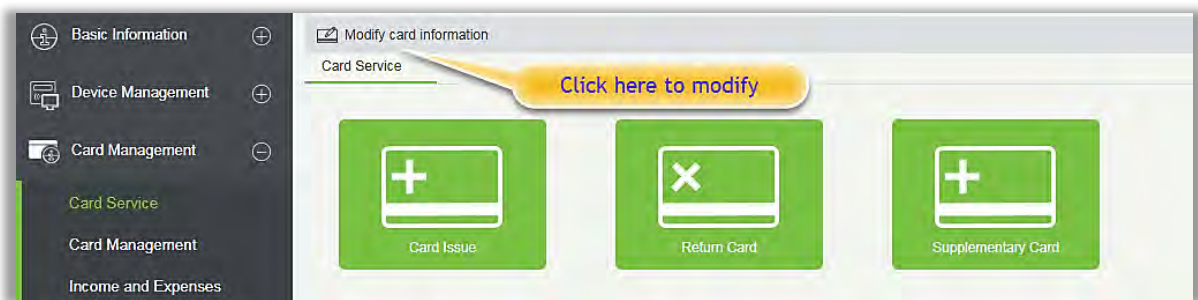 Basic Information
Device Management
Card Management
Card Service
Card Management
Income and Expenses
Modify card information
Card Service
Click here to modify
Card Issue
Return Card
Supplementary Card